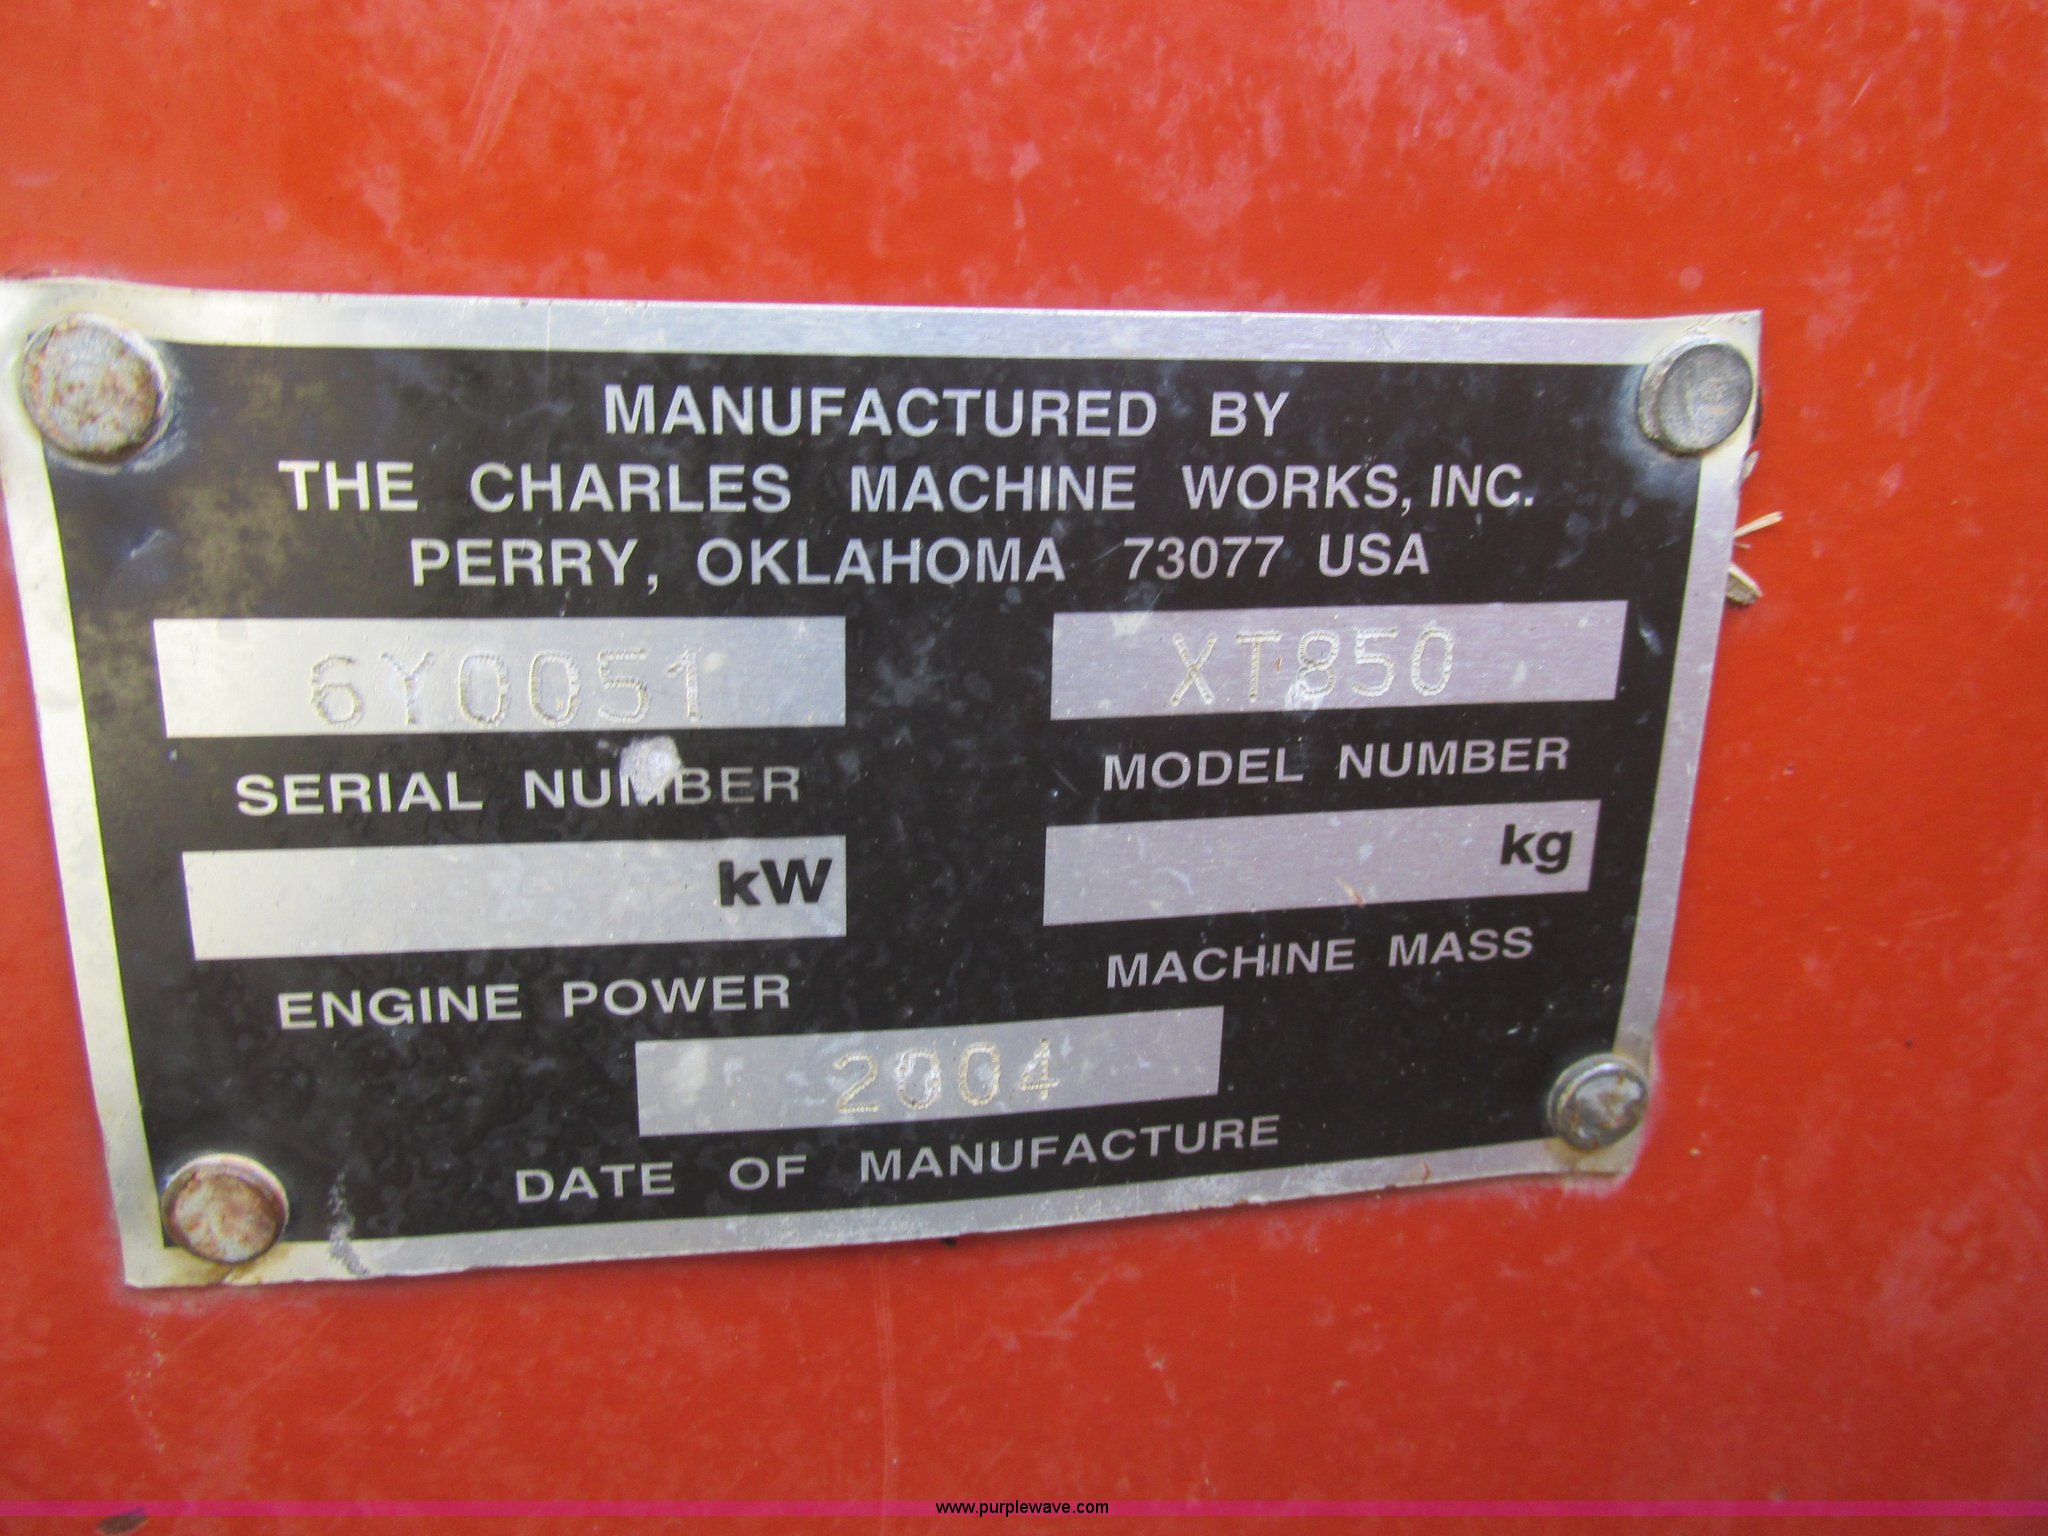 MANUFACTURED BY
THE CHARLES MACHINE WORKS, INC.
PERRY, OKLAHOMA 73077 USA
6Y0051 XT850
SERIAL NUMBER MODEL NUMBER
kW kg
ENGINE POWER MACHINE MASS
2004
DATE OF MANUFACTURE
www.purplewave.com